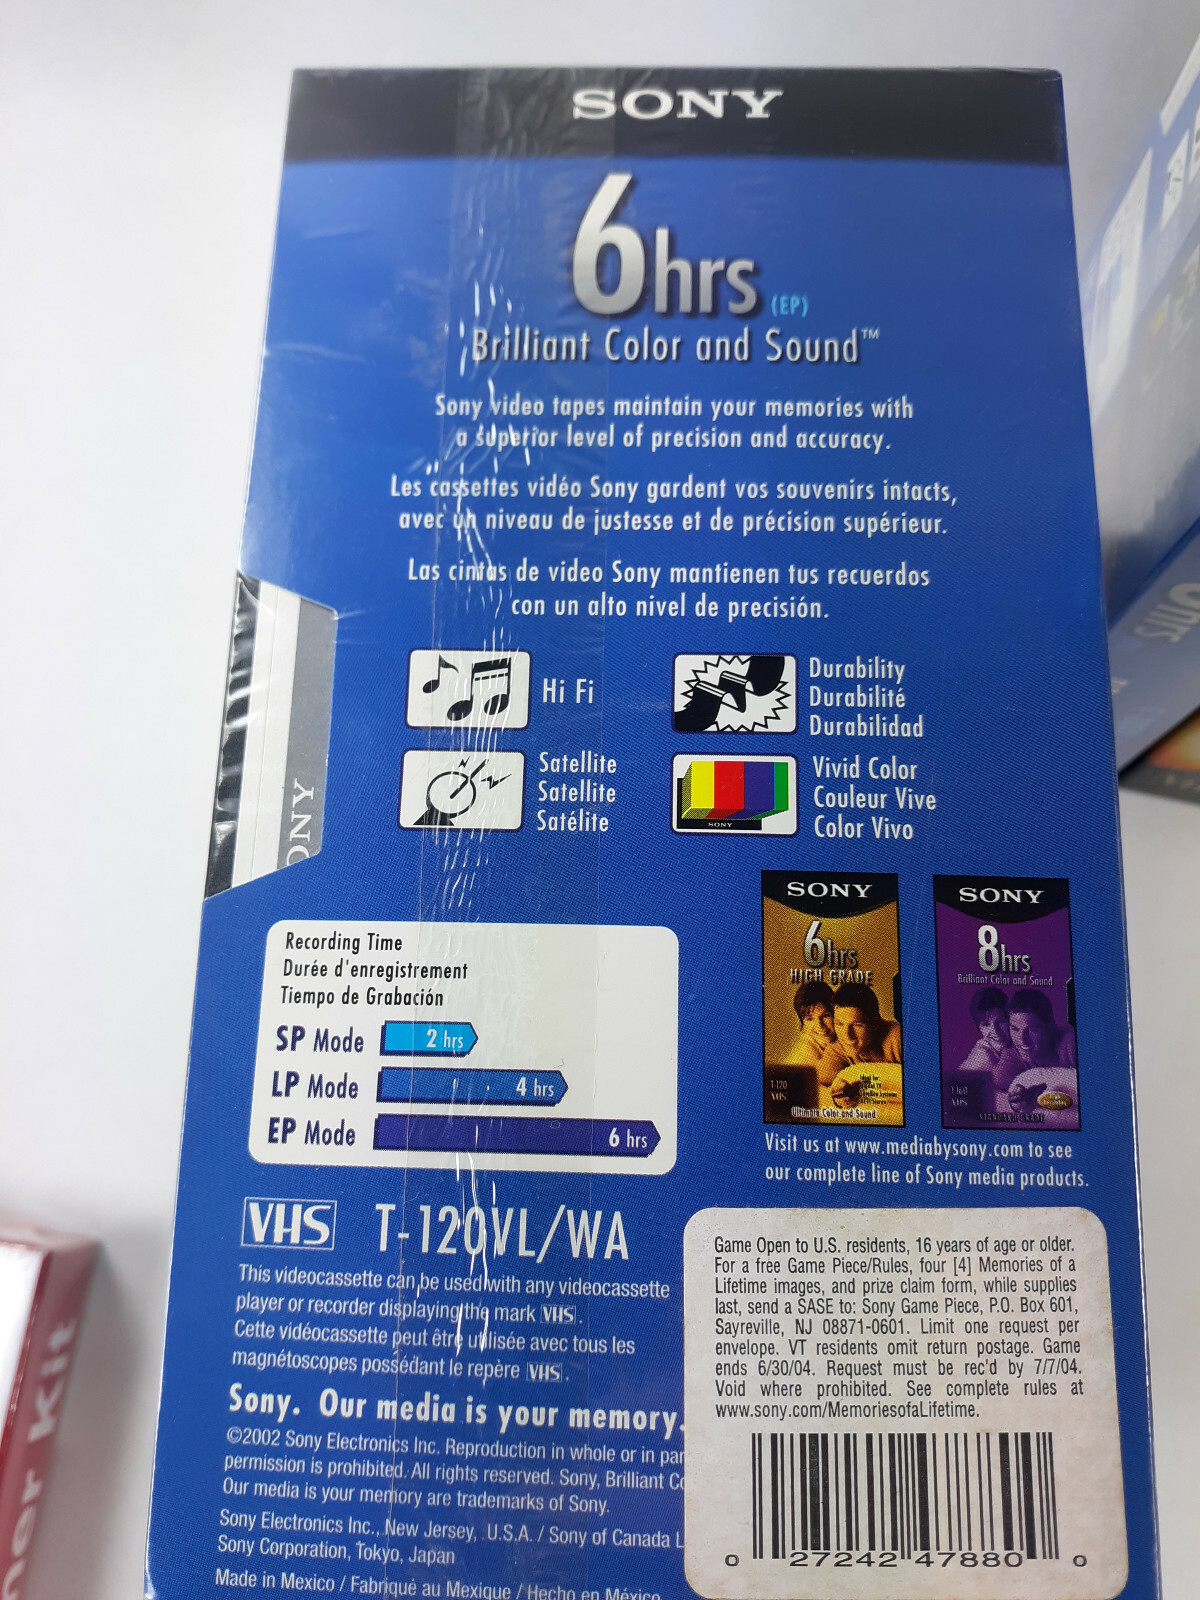 SONY
6hrs (EP)
Brilliant Color and Sound™
Sony video tapes maintain your memories with
a superior level of precision and accuracy.
Les cassettes vidéo Sony gardent vos souvenirs intacts,
avec un niveau de justesse et de précision supérieur.
Las cintas de video Sony mantienen tus recuerdos
con un alto nivel de precisión.
Hi Fi
Durability
Durabilité
Durabilidad
Satellite
Satellite
Satélite
Vivid Color
Couleur Vive
Color Vivo
SONY
ONY
Recording Time
Durée d'enregistrement
Tiempo de Grabación
SP Mode 2 hrs
LP Mode 4 hrs
EP Mode 6 hrs
SONY
6hrs
HIGH GRADE
T-120
VHS
Ultimate Color and Sound
SONY
8hrs
Brilliant Color and Sound
T-160
VHS
STANDARD GRADE
Visit us at www.mediabysony.com to see
our complete line of Sony media products.
VHS T-120VL/WA
This videocassette can be used with any videocassette
player or recorder displaying the mark VHS.
Cette vidéocassette peut être utilisée avec tous les
magnétoscopes possédant le repère VHS.
Sony. Our media is your memory.
©2002 Sony Electronics Inc. Reproduction in whole or in par
permission is prohibited. All rights reserved. Sony, Brilliant Co
Our media is your memory are trademarks of Sony.
Sony Electronics Inc., New Jersey, U.S.A. / Sony of Canada L
Sony Corporation, Tokyo, Japan
Made in Mexico / Fabriqué au Mexique / Hecho en México
Game Open to U.S. residents, 16 years of age or older.
For a free Game Piece/Rules, four [4] Memories of a
Lifetime images, and prize claim form, while supplies
last, send a SASE to: Sony Game Piece, P.O. Box 601,
Sayreville, NJ 08871-0601. Limit one request per
envelope. VT residents omit return postage. Game
ends 6/30/04. Request must be rec'd by 7/7/04.
Void where prohibited. See complete rules at
www.sony.com/MemoriesofaLifetime.
0 27242 47880 0
ner Kit